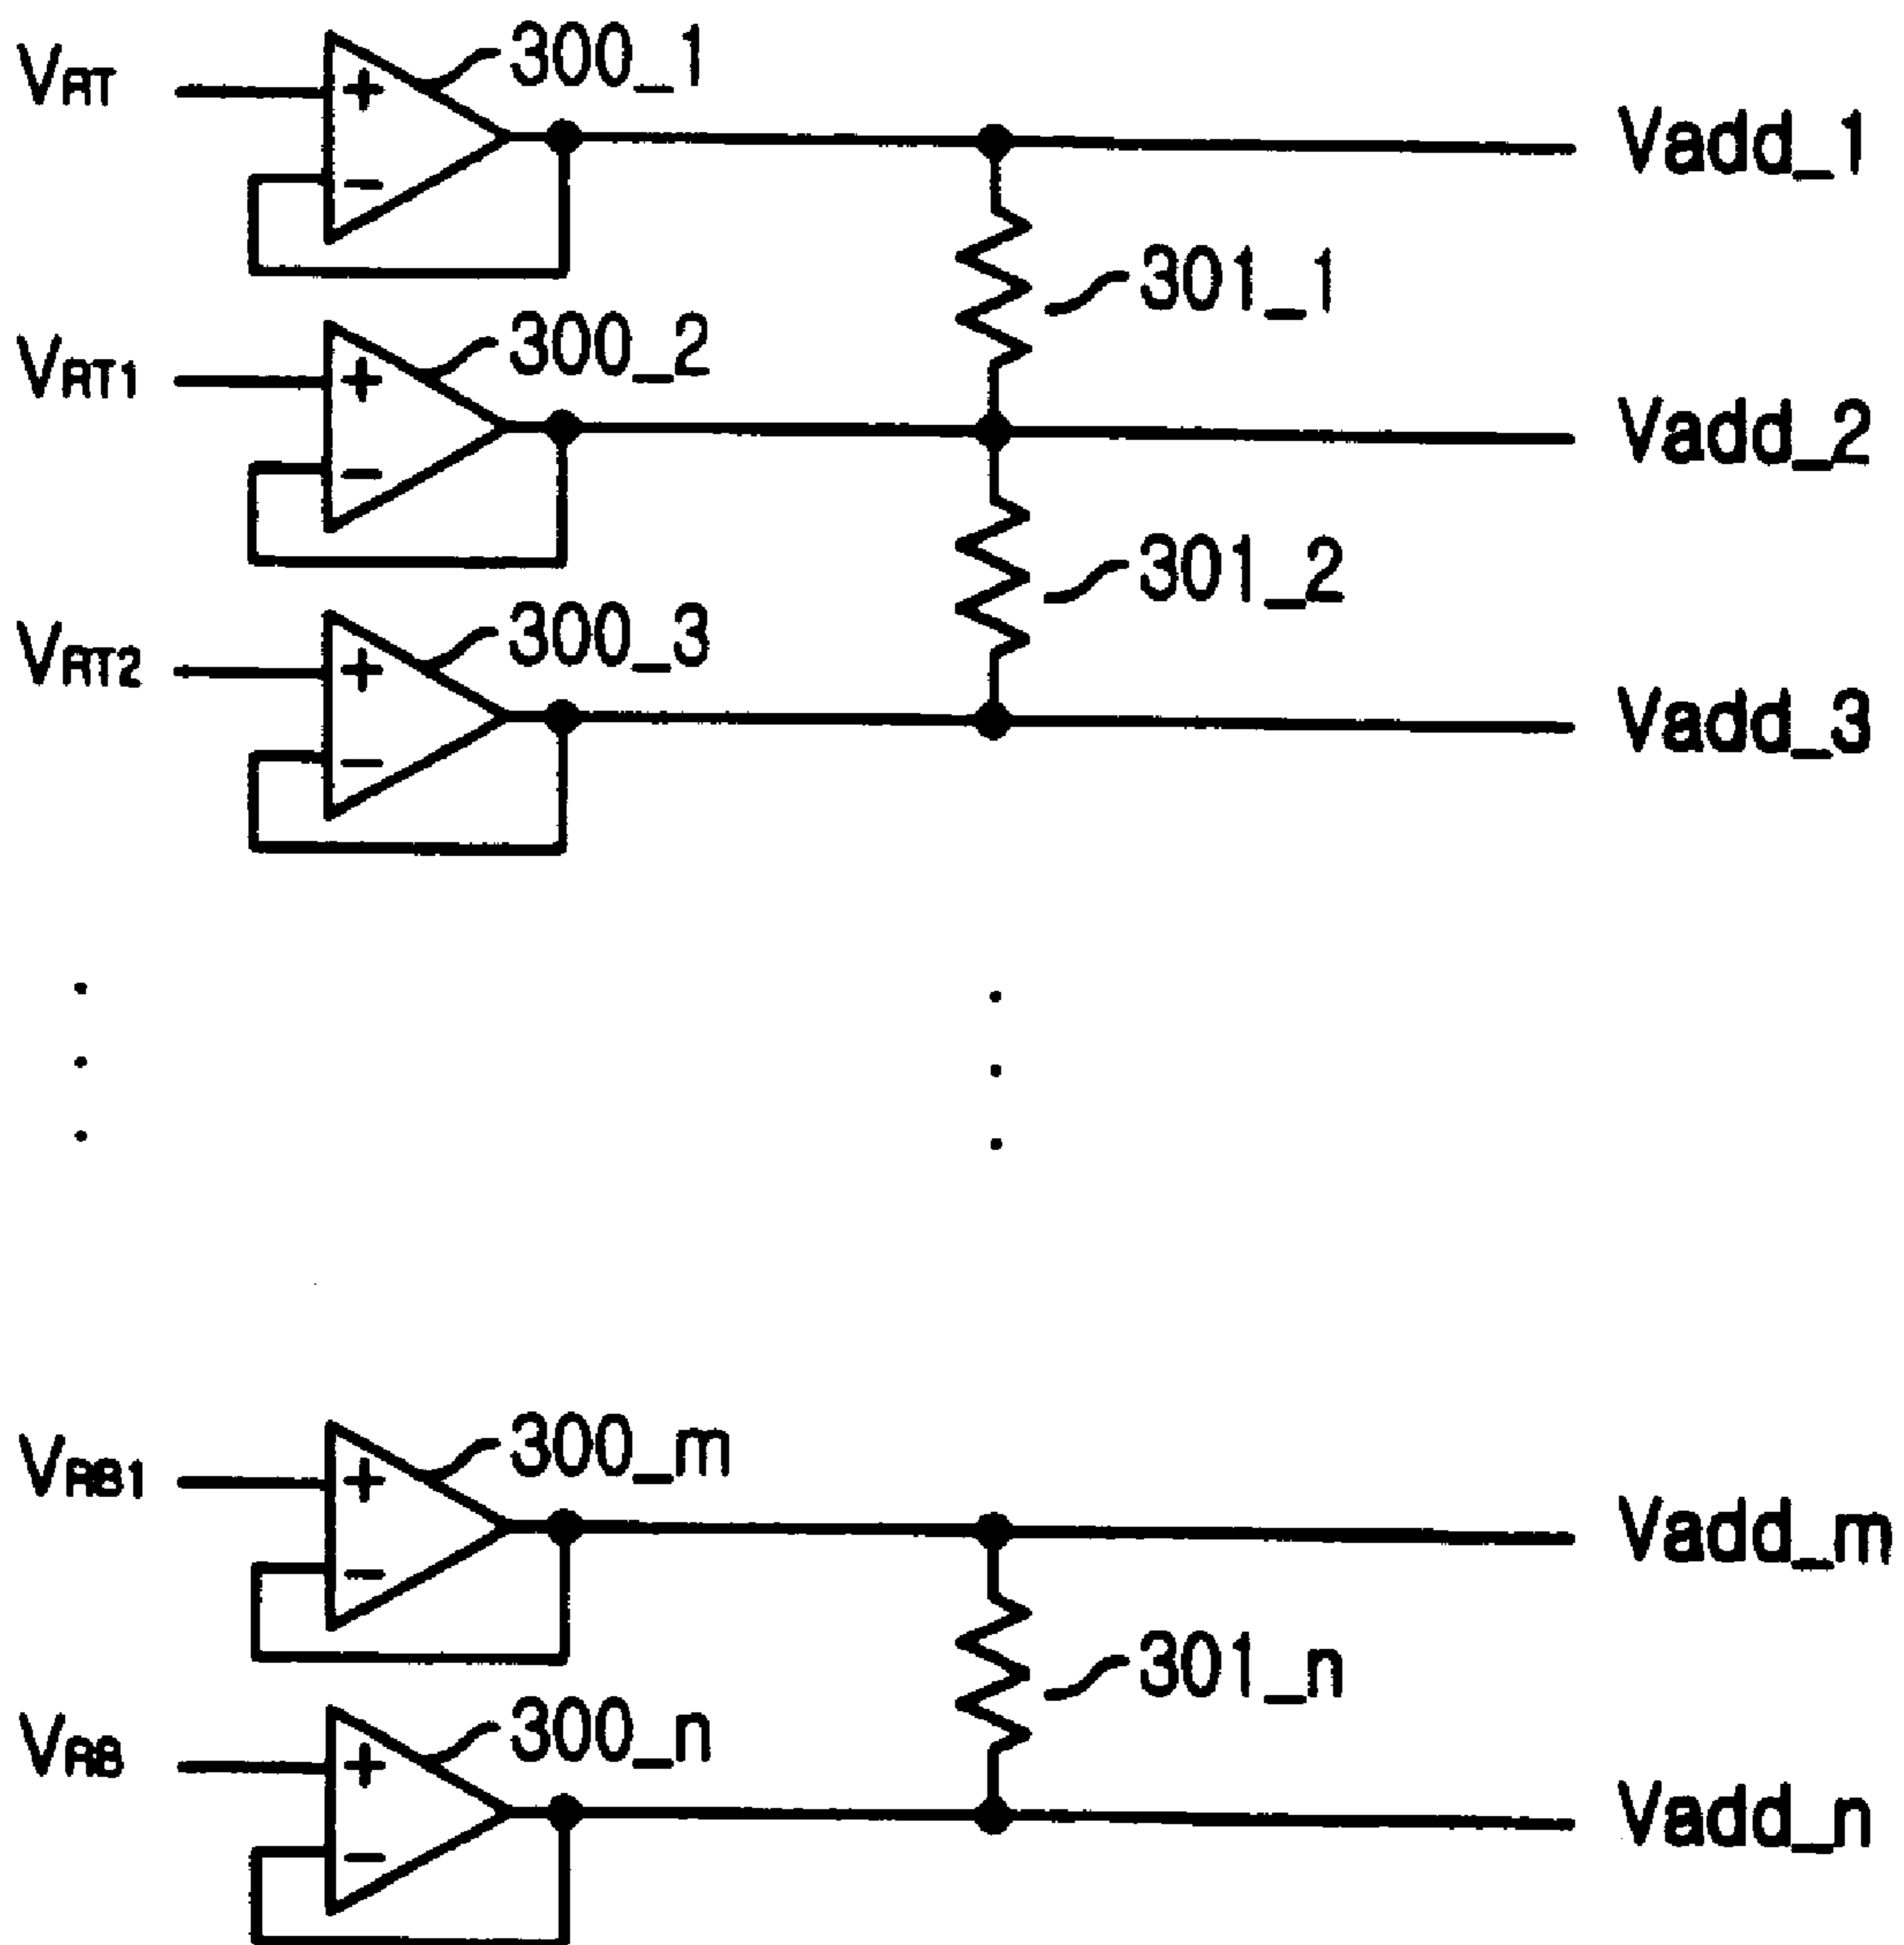 VRT + 300_1 Vadd_1
−
301_1
VRT1 + 300_2 Vadd_2
−
301_2
VRT2 + 300_3 Vadd_3
−
VRB1 + 300_m Vadd_m
−
301_n
VRB + 300_n Vadd_n
−